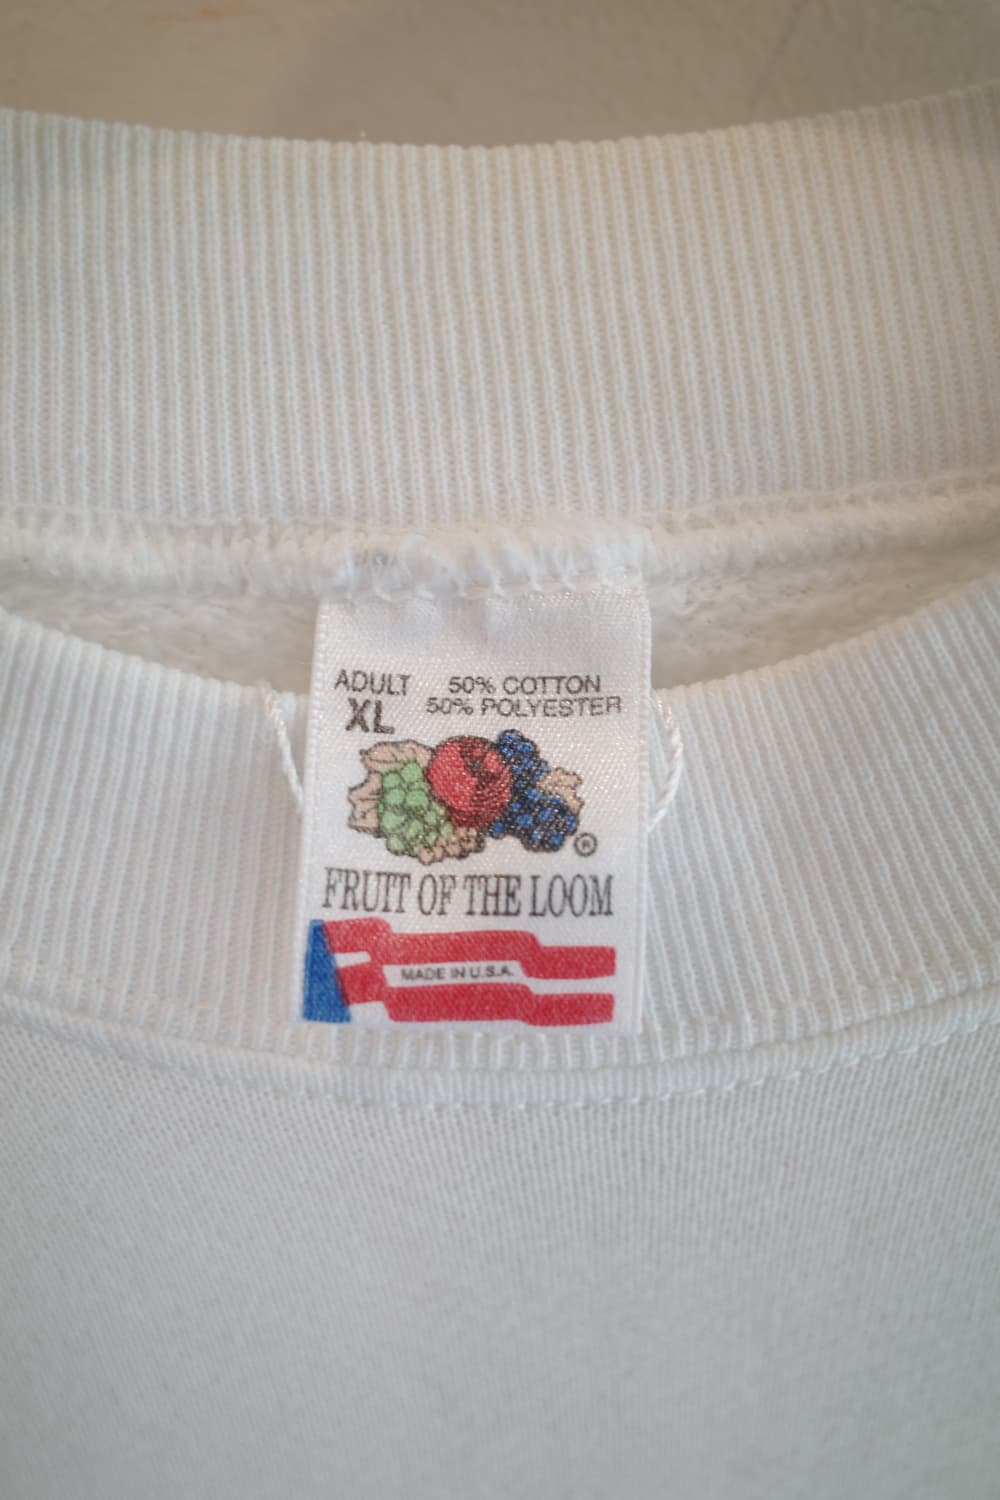 ADULT
XL
50% COTTON
50% POLYESTER
®
FRUIT OF THE LOOM
MADE IN U.S.A.